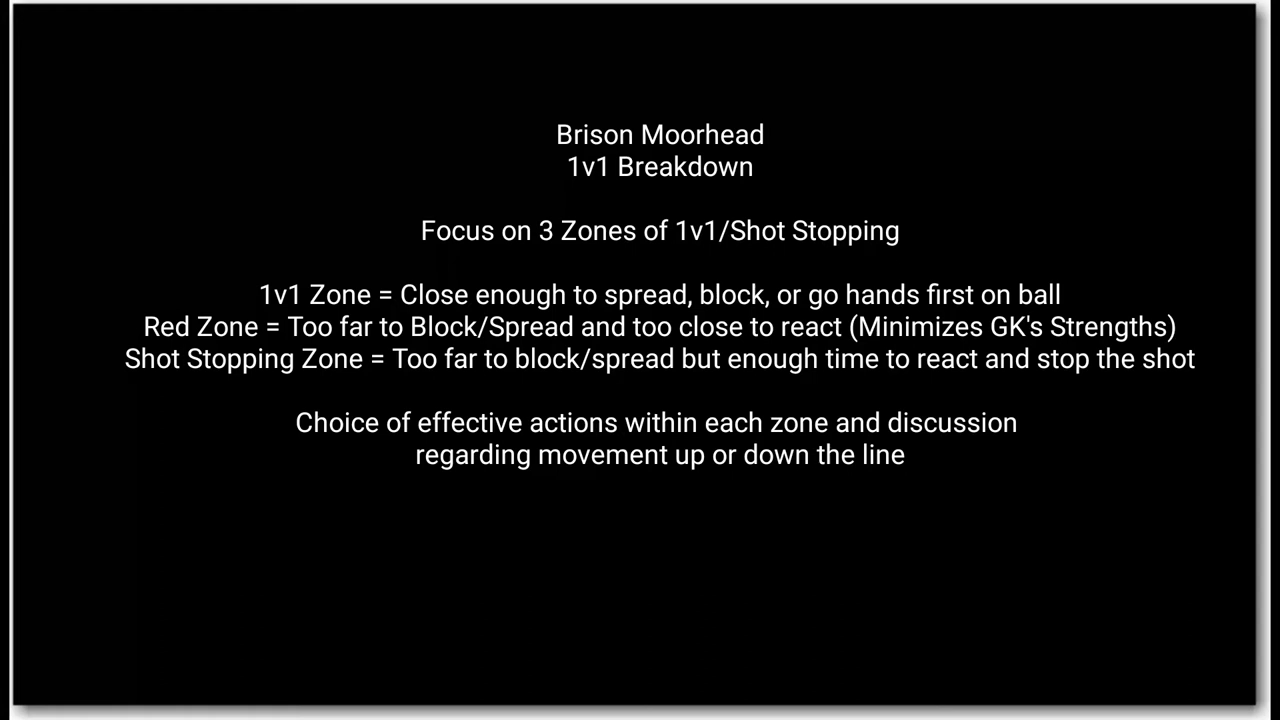 Brison Moorhead
1v1 Breakdown
Focus on 3 Zones of 1v1/Shot Stopping
1v1 Zone = Close enough to spread, block, or go hands first on ball
Red Zone = Too far to Block/Spread and too close to react (Minimizes GK's Strengths)
Shot Stopping Zone = Too far to block/spread but enough time to react and stop the shot
Choice of effective actions within each zone and discussion
regarding movement up or down the line